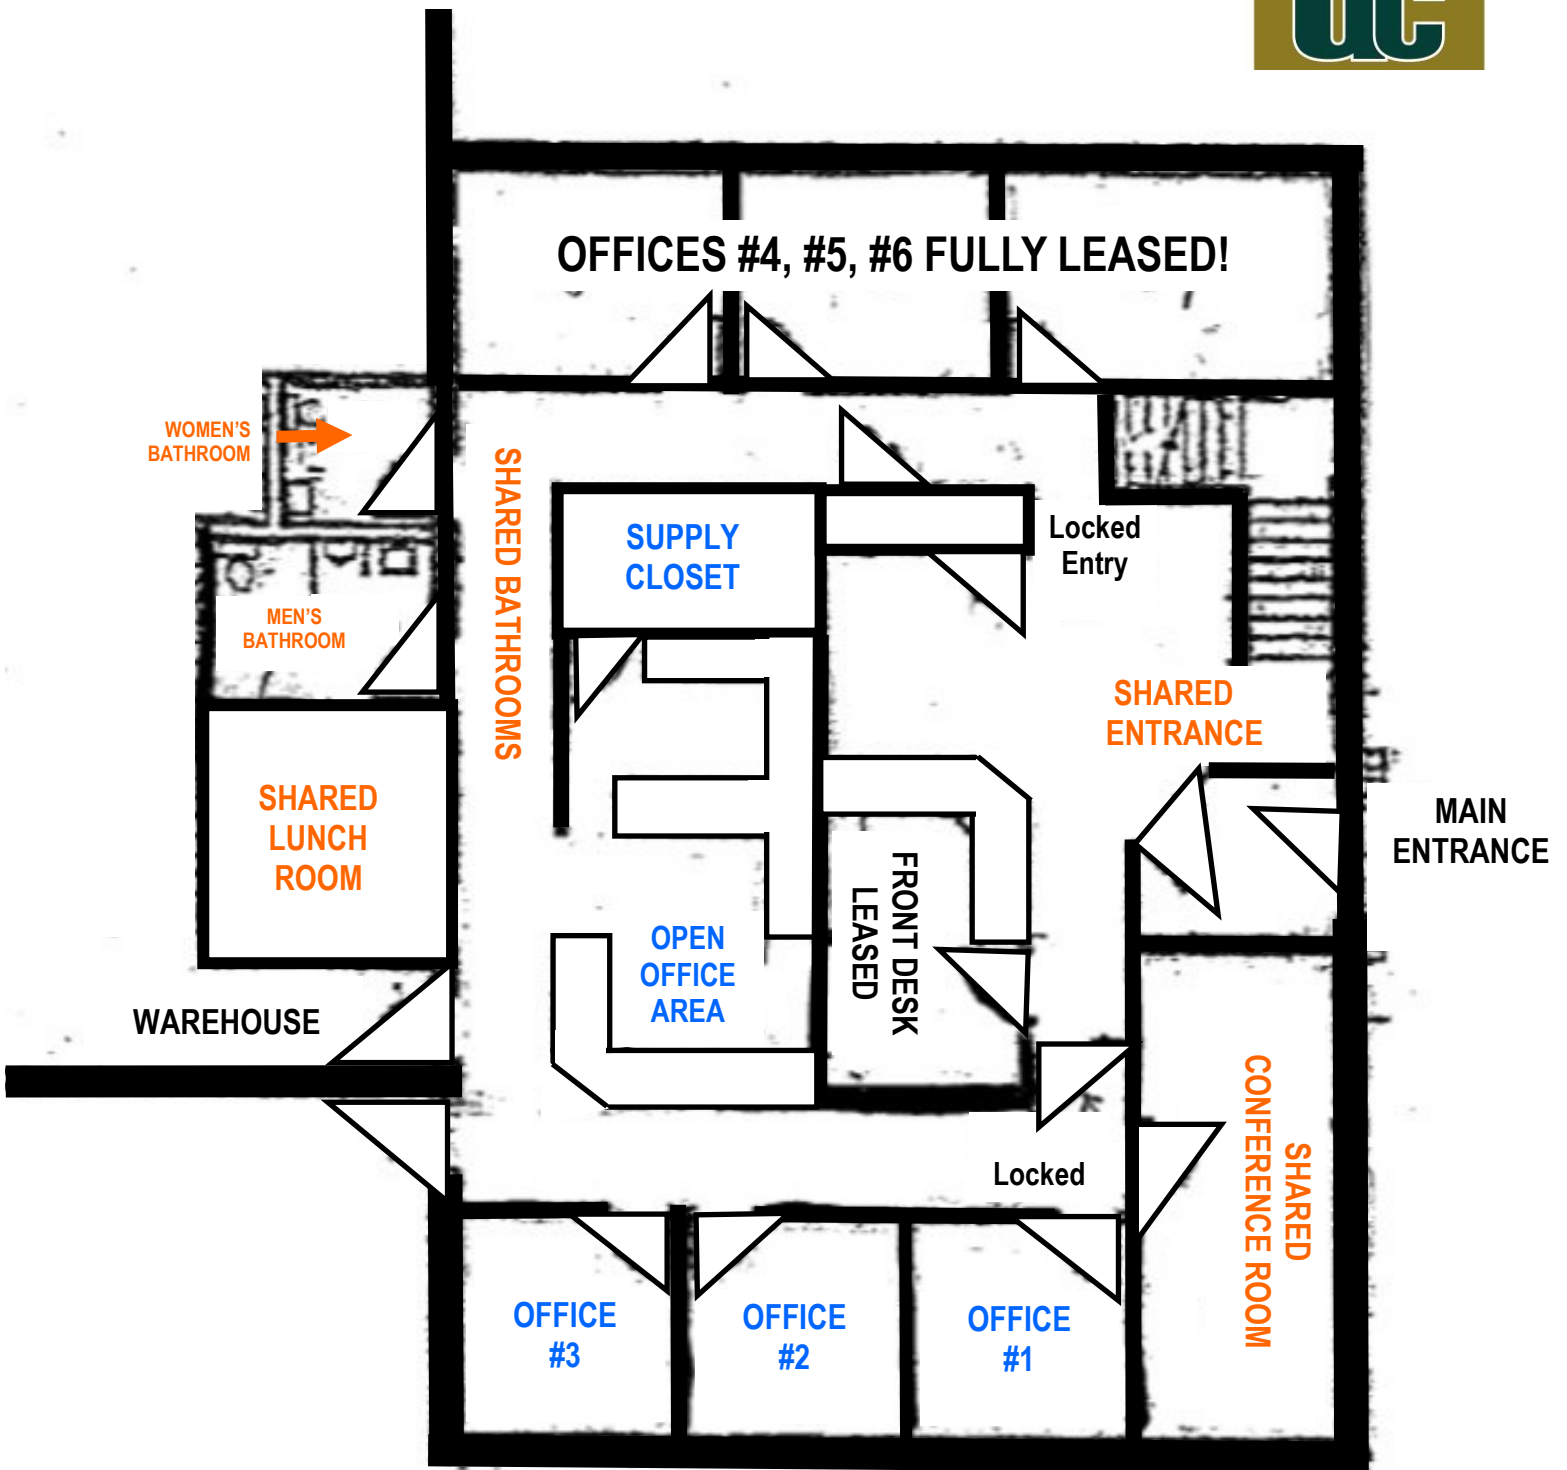 uc
OFFICES #4, #5, #6 FULLY LEASED!
WOMEN'S
BATHROOM
SHARED BATHROOMS
SUPPLY
CLOSET
Locked
Entry
MEN'S
BATHROOM
SHARED
ENTRANCE
SHARED
LUNCH
ROOM
MAIN
ENTRANCE
FRONT DESK
LEASED
OPEN
OFFICE
AREA
WAREHOUSE
SHARED
CONFERENCE ROOM
Locked
OFFICE
#3
OFFICE
#2
OFFICE
#1